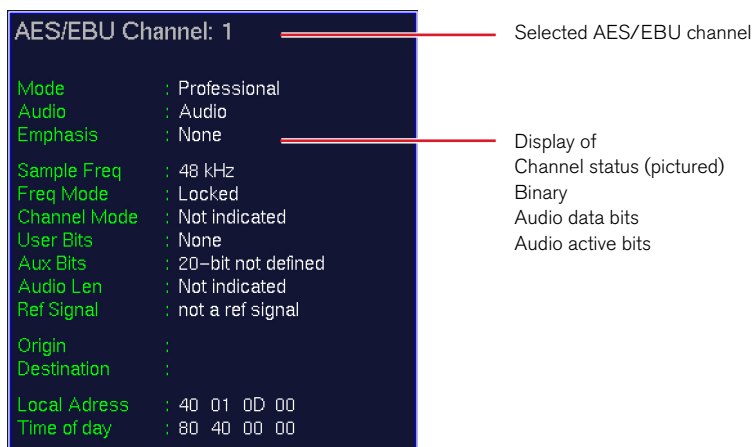 AES/EBU Channel: 1
Selected AES/EBU channel
Mode : Professional
Audio : Audio
Emphasis : None
Display of
Channel status (pictured)
Binary
Audio data bits
Audio active bits
Sample Freq : 48 kHz
Freq Mode : Locked
Channel Mode : Not indicated
User Bits : None
Aux Bits : 20-bit not defined
Audio Len : Not indicated
Ref Signal : not a ref signal
Origin :
Destination :
Local Adress : 40 01 0D 00
Time of day : 80 40 00 00